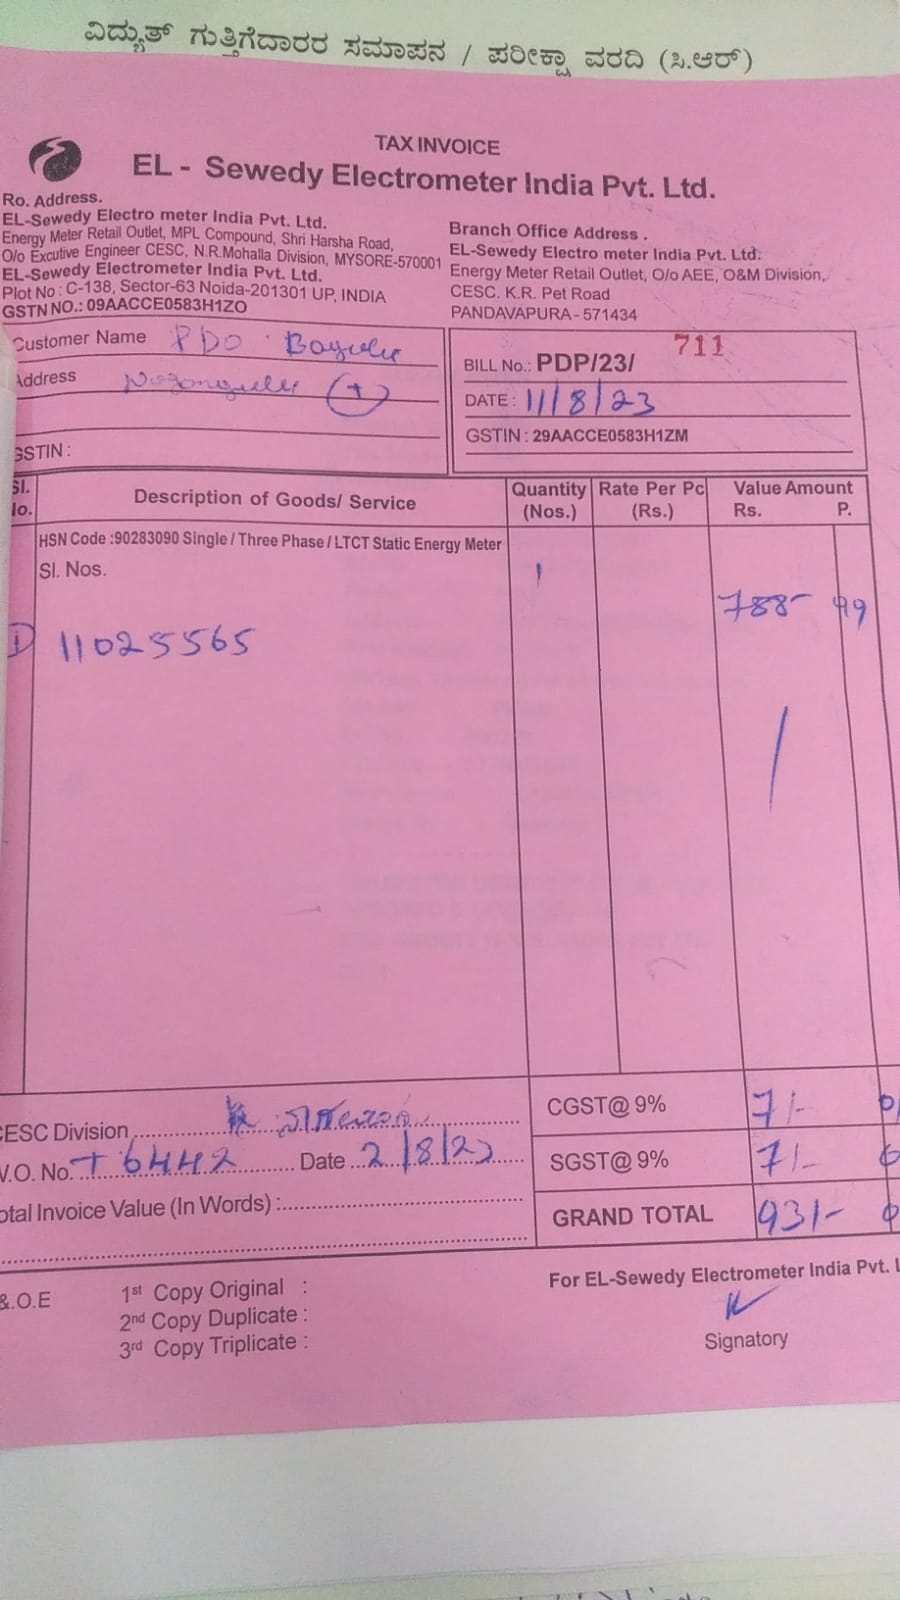 ವಿದ್ಯುತ್ ಗುತ್ತಿಗೆದಾರರ ಸಮಾಪನ / ಪರೀಕ್ಷಾ ವರದಿ (ಸಿ.ಆರ್)
TAX INVOICE
EL - Sewedy Electrometer India Pvt. Ltd.
Ro. Address.
EL-Sewedy Electro meter India Pvt. Ltd.
Energy Meter Retail Outlet, MPL Compound, Shri Harsha Road,
O/o Excutive Engineer CESC, N.R.Mohalla Division, MYSORE-570001
EL-Sewedy Electrometer India Pvt. Ltd.
Plot No : C-138, Sector-63 Noida-201301 UP, INDIA
GSTN NO.: 09AACCE0583H1ZO
Branch Office Address .
EL-Sewedy Electro meter India Pvt. Ltd.
Energy Meter Retail Outlet, O/o AEE, O&M Division,
CESC. K.R. Pet Road
PANDAVAPURA - 571434
Customer Name PDO
Address
GSTIN :
BILL No.: PDP/23/ 711
DATE : 11/8/23
GSTIN : 29AACCE0583H1ZM
Sl. No. Description of Goods/ Service Quantity (Nos.) Rate Per Pc (Rs.) Value Amount Rs. P.
HSN Code :90283090 Single / Three Phase / LTCT Static Energy Meter
Sl. Nos. 1
788- 99
1) 11025565
CESC Division
W.O. No. T 6442 Date 2/8/23
Total Invoice Value (In Words) :
CGST@ 9% 71-
SGST@ 9% 71-
GRAND TOTAL 931-
&.O.E
1st Copy Original :
2nd Copy Duplicate :
3rd Copy Triplicate :
For EL-Sewedy Electrometer India Pvt. L
Signatory